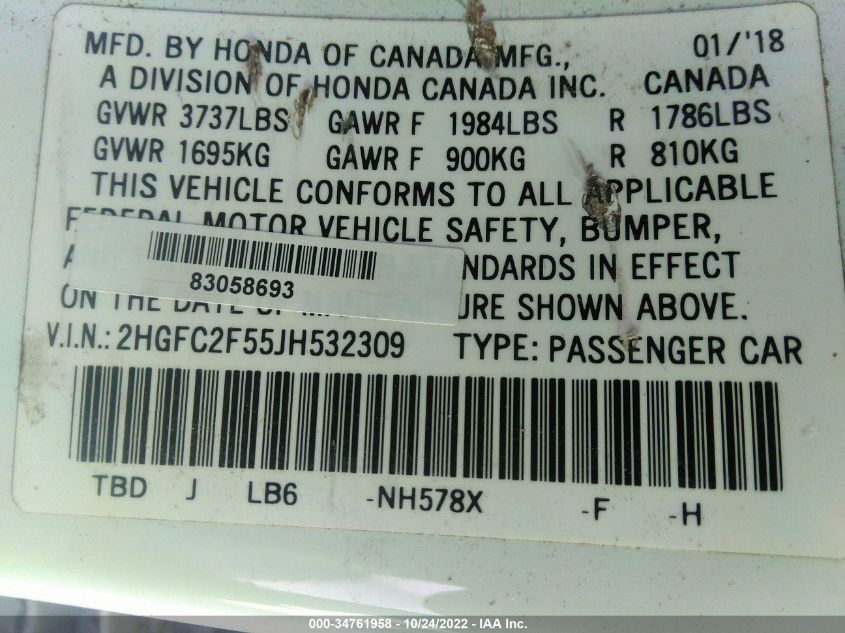 MFD. BY HONDA OF CANADA MFG., 01/'18
A DIVISION OF HONDA CANADA INC. CANADA
GVWR 3737LBS GAWR F 1984LBS R 1786LBS
GVWR 1695KG GAWR F 900KG R 810KG
THIS VEHICLE CONFORMS TO ALL APPLICABLE
FEDERAL MOTOR VEHICLE SAFETY, BUMPER,
NDARDS IN EFFECT
83058693
ON THE DATE OF URE SHOWN ABOVE.
V.I.N.: 2HGFC2F55JH532309 TYPE: PASSENGER CAR
TBD J LB6 -NH578X -F -H
000-34761958 - 10/24/2022 - IAA Inc.